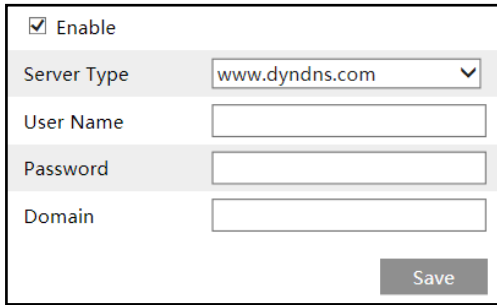 Enable
Server Type www.dyndns.com
User Name
Password
Domain
Save